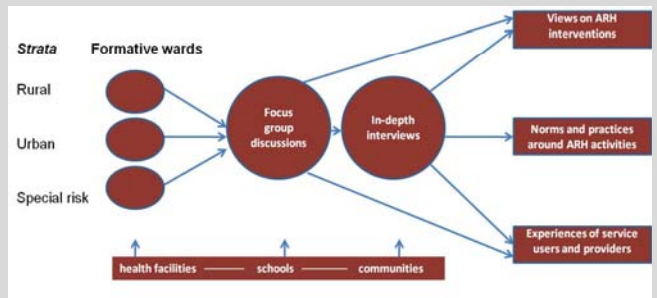 Strata Formative wards
Rural
Urban
Special risk
Focus
group
discussions
In-depth
interviews
Views on ARH
interventions
Norms and practices
around ARH activities
Experiences of service
users and providers
health facilities schools communities